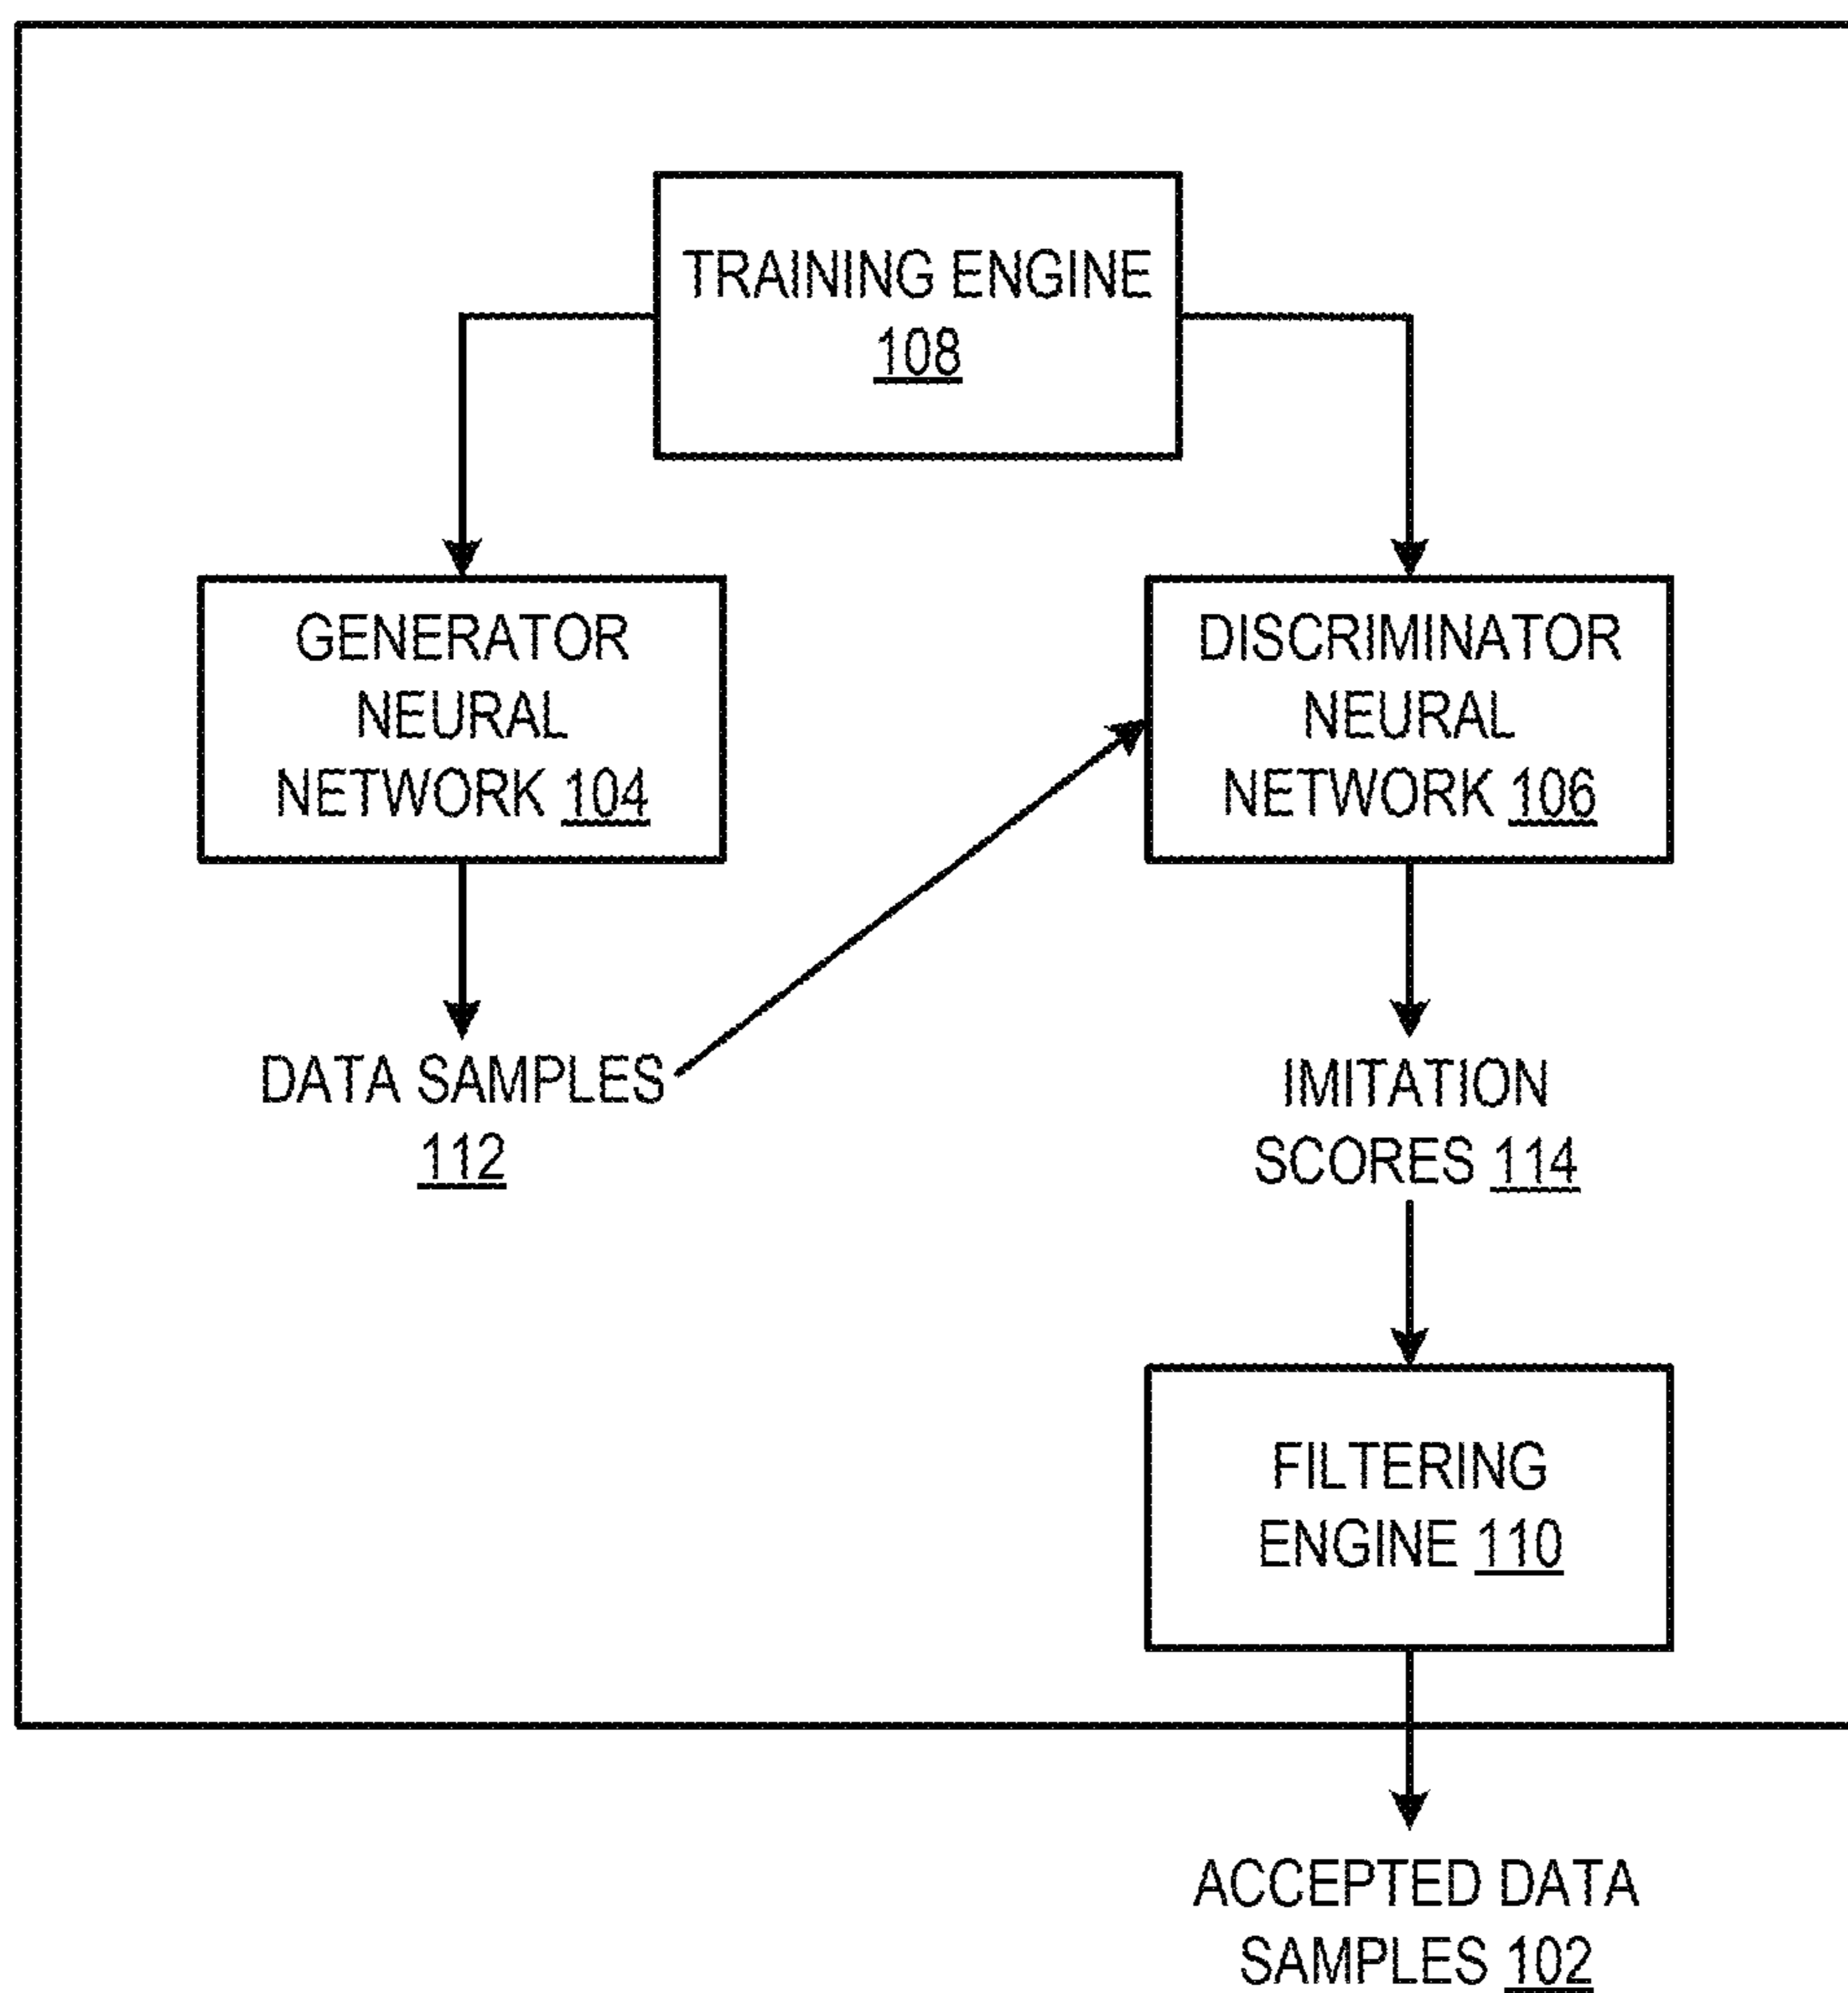 TRAINING ENGINE
108
GENERATOR
NEURAL
NETWORK 104
DISCRIMINATOR
NEURAL
NETWORK 106
DATA SAMPLES
112
IMITATION
SCORES 114
FILTERING
ENGINE 110
ACCEPTED DATA
SAMPLES 102